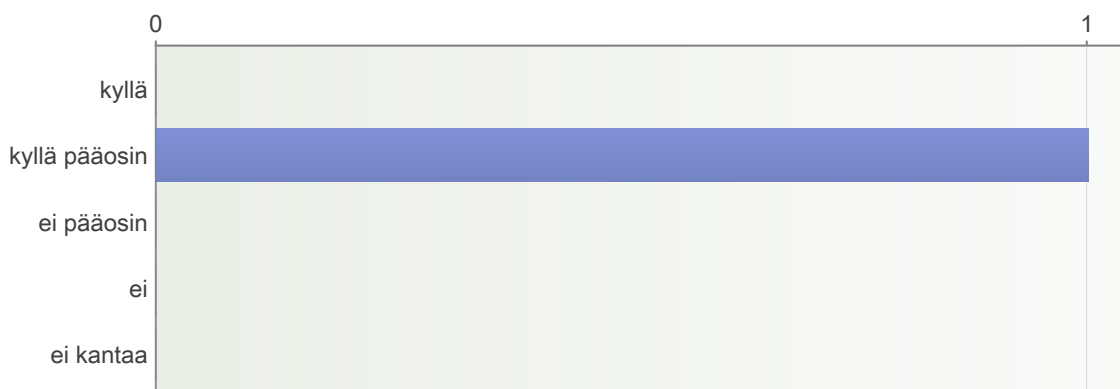 0 1
kyllä
kyllä pääosin
ei pääosin
ei
ei kantaa